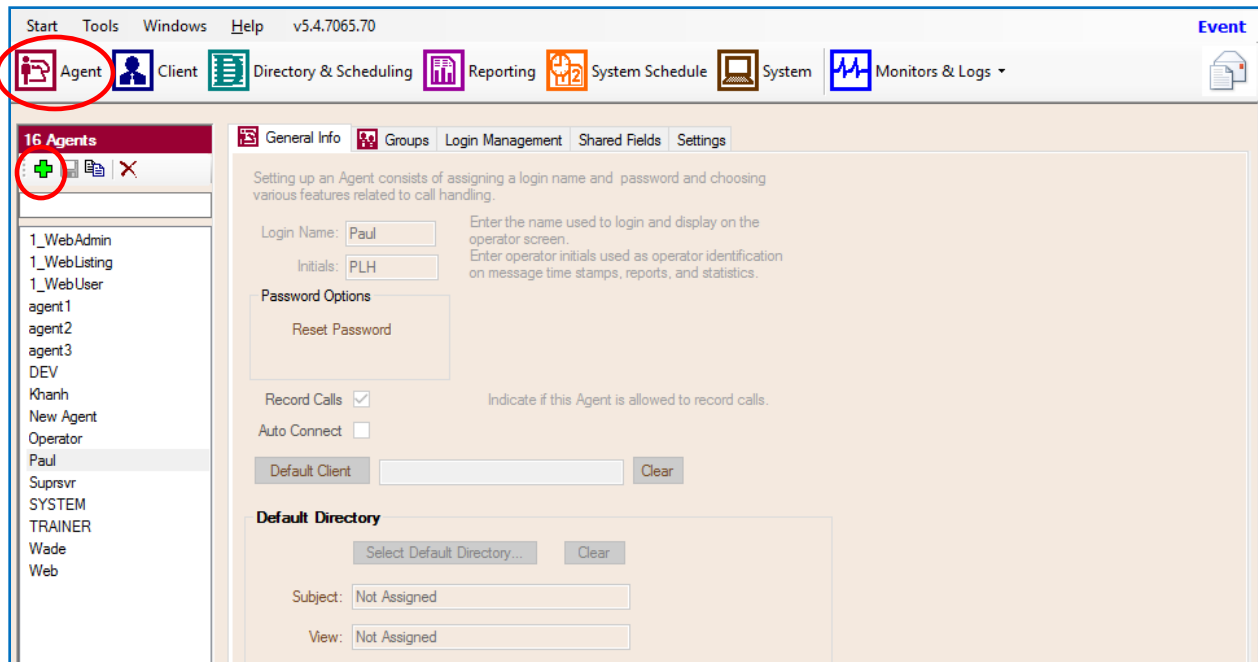 Start Tools Windows Help v5.4.7065.70 Event
Agent Client Directory & Scheduling Reporting System Schedule System Monitors & Logs
16 Agents
General Info Groups Login Management Shared Fields Settings
Setting up an Agent consists of assigning a login name and password and choosing
various features related to call handling.
Login Name: Paul
Enter the name used to login and display on the
operator screen.
Initials: PLH
Enter operator initials used as operator identification
on message time stamps, reports, and statistics.
Password Options
Reset Password
Record Calls Indicate if this Agent is allowed to record calls.
Auto Connect
Default Client Clear
Default Directory
Select Default Directory... Clear
Subject: Not Assigned
View: Not Assigned
1_WebAdmin
1_WebListing
1_WebUser
agent1
agent2
agent3
DEV
Khanh
New Agent
Operator
Paul
Suprsvr
SYSTEM
TRAINER
Wade
Web